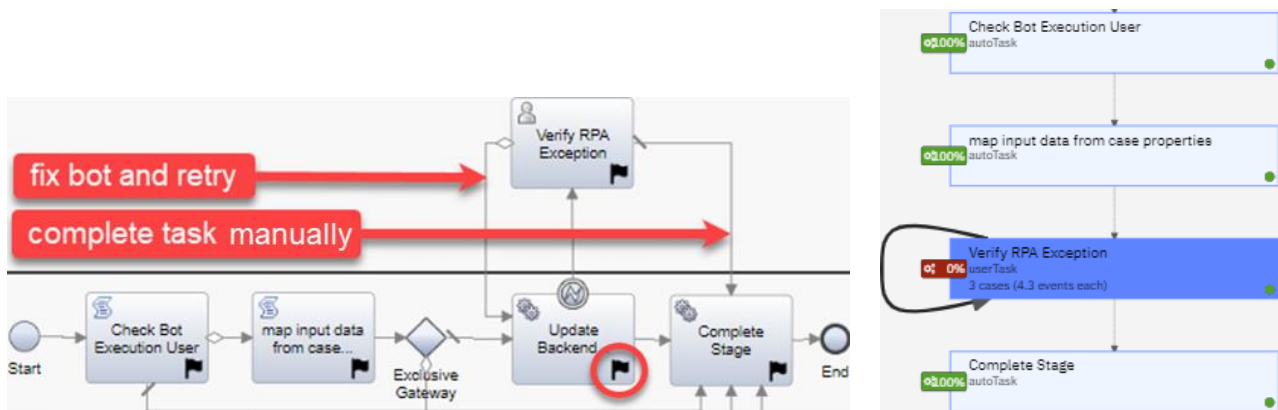 fix bot and retry
complete task manually
Verify RPA
Exception
Start
Check Bot
Execution User
map input data
from case...
Exclusive
Gateway
Update
Backend
Complete
Stage
End
Check Bot Execution User
100% autoTask
map input data from case properties
100% autoTask
Verify RPA Exception
0% userTask
3 cases (4.3 events each)
Complete Stage
100% autoTask